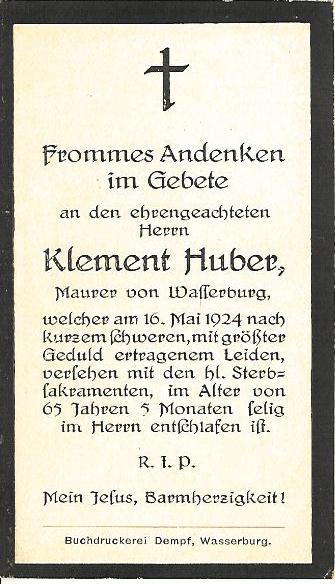 Frommes Andenken
im Gebete
an den ehrengeachteten
Herrn
Klement Huber,
Maurer von Wasserburg,
welcher am 16. Mai 1924 nach
kurzem schweren, mit größter
Geduld ertragenem Leiden,
versehen mit den hl. Sterb-
sakramenten, im Alter von
65 Jahren 5 Monaten selig
im Herrn entschlafen ist.
R. I. P.
Mein Jesus, Barmherzigkeit!
Buchdruckerei Dempf, Wasserburg.